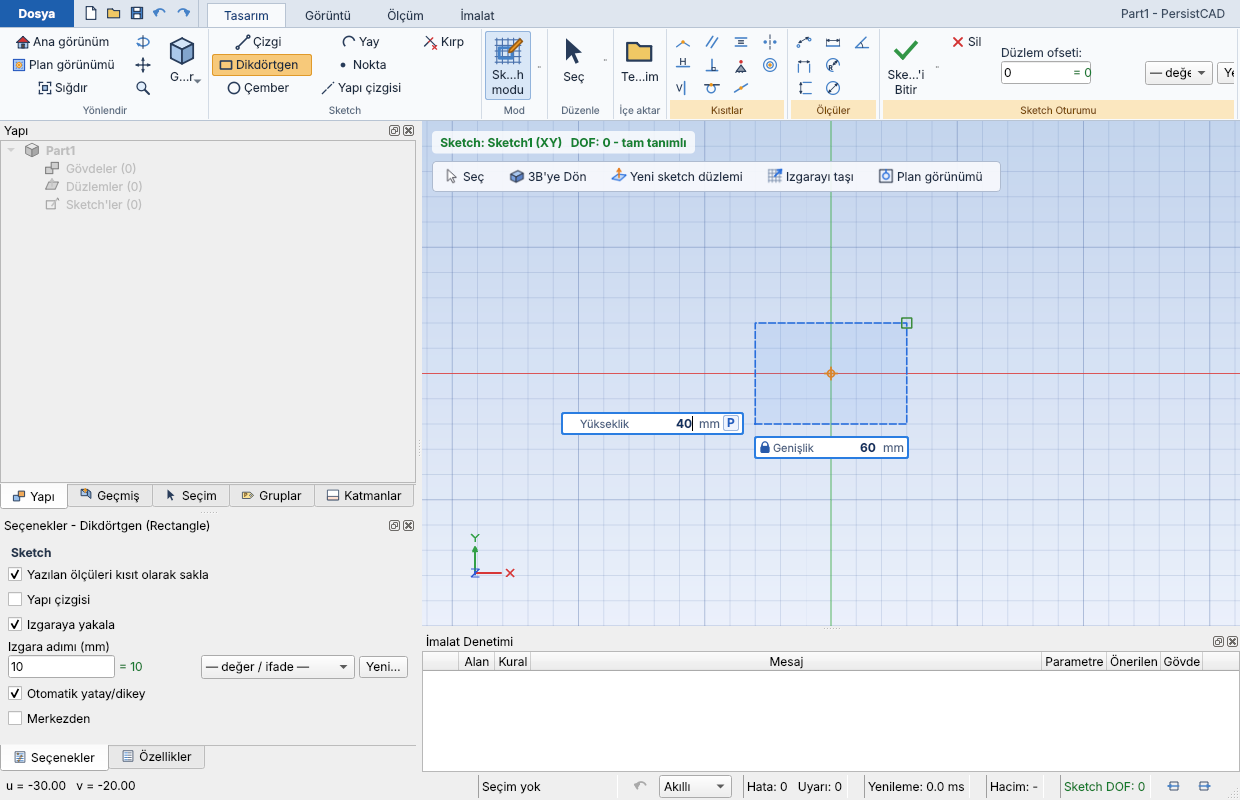 Dosya
Tasarım
Görüntü
Ölçüm
İmalat
Part1 - PersistCAD
Ana görünüm
Plan görünümü
Sığdır
G...r
Çizgi
Dikdörtgen
Çember
Yay
Nokta
Yapı çizgisi
Kırp
Sk...h
modu
Seç
Te...im
Ske...'i
Bitir
Sil
Düzlem ofseti:
0
= 0
— değe
Ye
Yönlendir
Sketch
Mod
Düzenle
İçe aktar
Kısıtlar
Ölçüler
Sketch Oturumu
Yapı
Part1
Gövdeler (0)
Düzlemler (0)
Sketch'ler (0)
Yapı
Geçmiş
Seçim
Gruplar
Katmanlar
Seçenekler - Dikdörtgen (Rectangle)
Sketch
Yazılan ölçüleri kısıt olarak sakla
Yapı çizgisi
Izgaraya yakala
Izgara adımı (mm)
10
= 10
— değer / ifade —
Yeni...
Otomatik yatay/dikey
Merkezden
Seçenekler
Özellikler
Sketch: Sketch1 (XY) DOF: 0 - tam tanımlı
Seç
3B'ye Dön
Yeni sketch düzlemi
Izgarayı taşı
Plan görünümü
Yükseklik 40 mm P
Genişlik 60 mm
Y
Z
X
İmalat Denetimi
Alan
Kural
Mesaj
Parametre
Önerilen
Gövde
u = -30.00 v = -20.00
Seçim yok
Akıllı
Hata: 0 Uyarı: 0
Yenileme: 0.0 ms
Hacim: -
Sketch DOF: 0